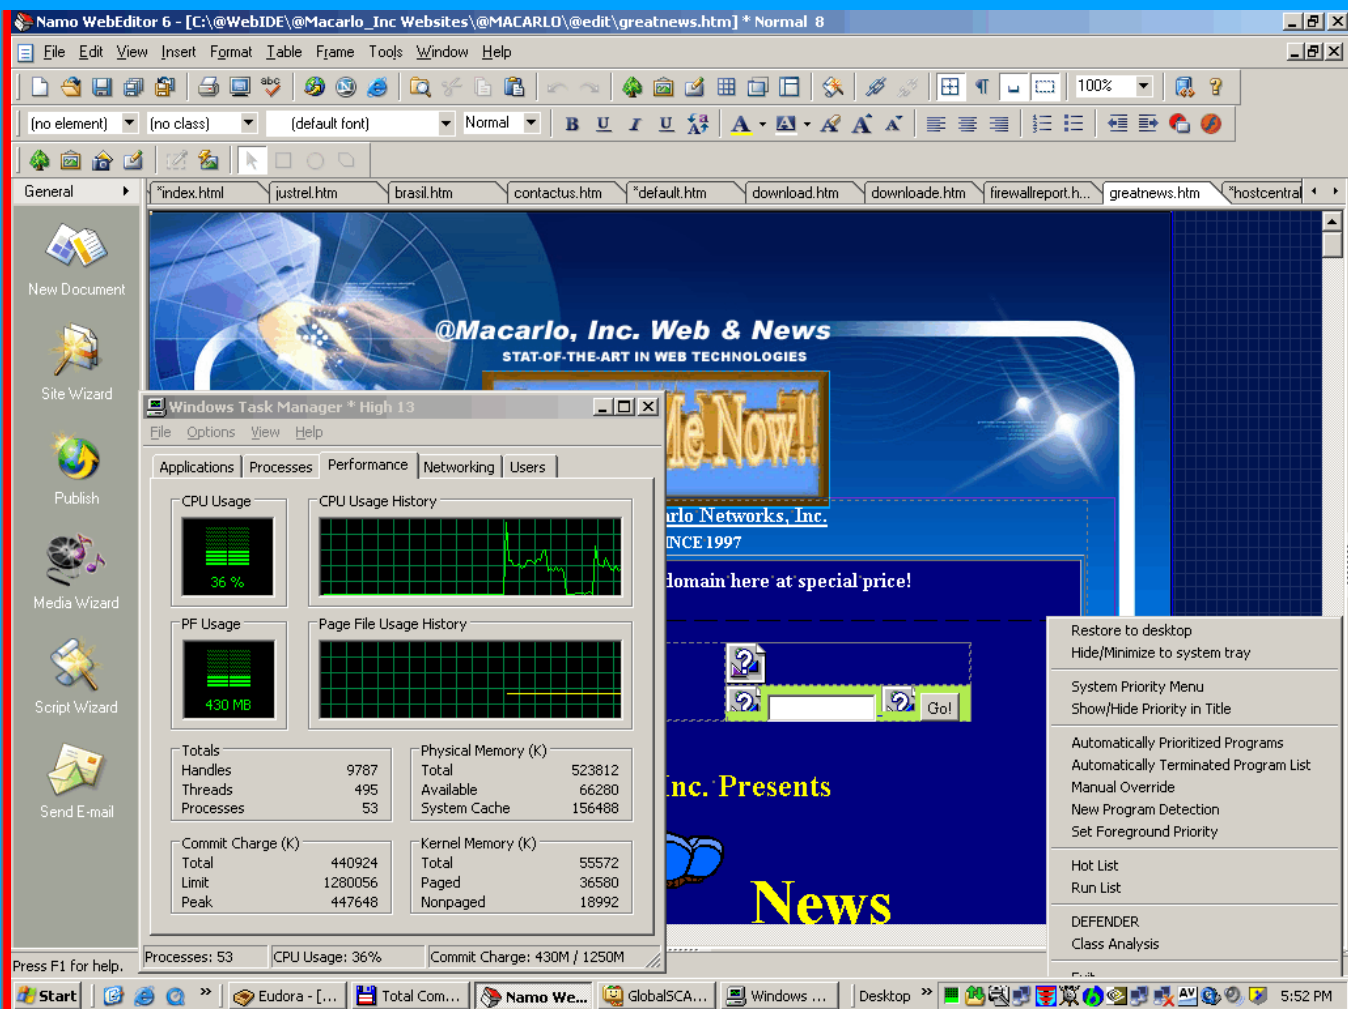 Namo WebEditor 6 - [C:\@WebIDE\@Macarlo_Inc Websites\@MACARLO\@edit\greatnews.htm] * Normal 8
File Edit View Insert Format Table Frame Tools Window Help
abc 100%
(no element) (no class) (default font) Normal B U I U A A A
General *index.html justrel.htm brasil.htm contactus.htm *default.htm download.htm downloade.htm firewallreport.h... greatnews.htm *hostcentral
New Document
Site Wizard
Publish
Media Wizard
Script Wizard
Send E-mail
Press F1 for help.
@Macarlo, Inc. Web & News
STAT-OF-THE-ART IN WEB TECHNOLOGIES
Me Now!!
rlo Networks, Inc.
NCE 1997
domain here at special price!
Go!
Inc. Presents
News
Windows Task Manager * High 13
File Options View Help
Applications Processes Performance Networking Users
CPU Usage CPU Usage History
36 %
PF Usage Page File Usage History
430 MB
Totals
Handles 9787
Threads 495
Processes 53
Physical Memory (K)
Total 523812
Available 66280
System Cache 156488
Commit Charge (K)
Total 440924
Limit 1280056
Peak 447648
Kernel Memory (K)
Total 55572
Paged 36580
Nonpaged 18992
Processes: 53 CPU Usage: 36% Commit Charge: 430M / 1250M
Restore to desktop
Hide/Minimize to system tray
System Priority Menu
Show/Hide Priority in Title
Automatically Prioritized Programs
Automatically Terminated Program List
Manual Override
New Program Detection
Set Foreground Priority
Hot List
Run List
DEFENDER
Class Analysis
Start Eudora - [... Total Com... Namo We... GlobalSCA... Windows ... Desktop AV 5:52 PM